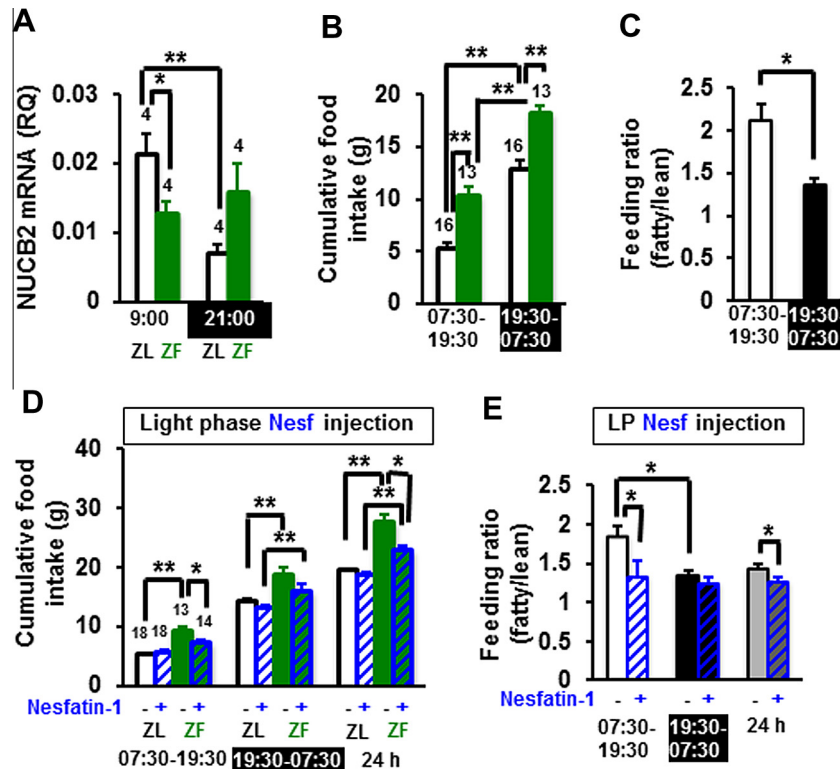 A
NUCB2 mRNA (RQ)
0.03
0.02
0.01
0
**
*
4
4
4
4
9:00
21:00
ZL ZF
ZL ZF
B
Cumulative food
intake (g)
20
15
10
5
0
**
**
**
**
16
13
16
13
07:30-
19:30
19:30-
07:30
C
Feeding ratio
(fatty/lean)
2.5
2
1.5
1
0.5
0
*
07:30-
19:30
19:30
07:30
D
Light phase Nesf injection
Cumulative food
intake (g)
40
30
20
10
0
**
*
18
18
13
14
**
**
**
*
**
Nesfatin-1
- + - +
- + - +
- + - +
ZL ZF
ZL ZF
ZL ZF
07:30-19:30
19:30-07:30
24 h
E
LP Nesf injection
Feeding ratio
(fatty/lean)
2.5
2
1.5
1
0.5
0
*
*
*
Nesfatin-1
- +
- +
- +
07:30-
19:30
19:30-
07:30
24 h